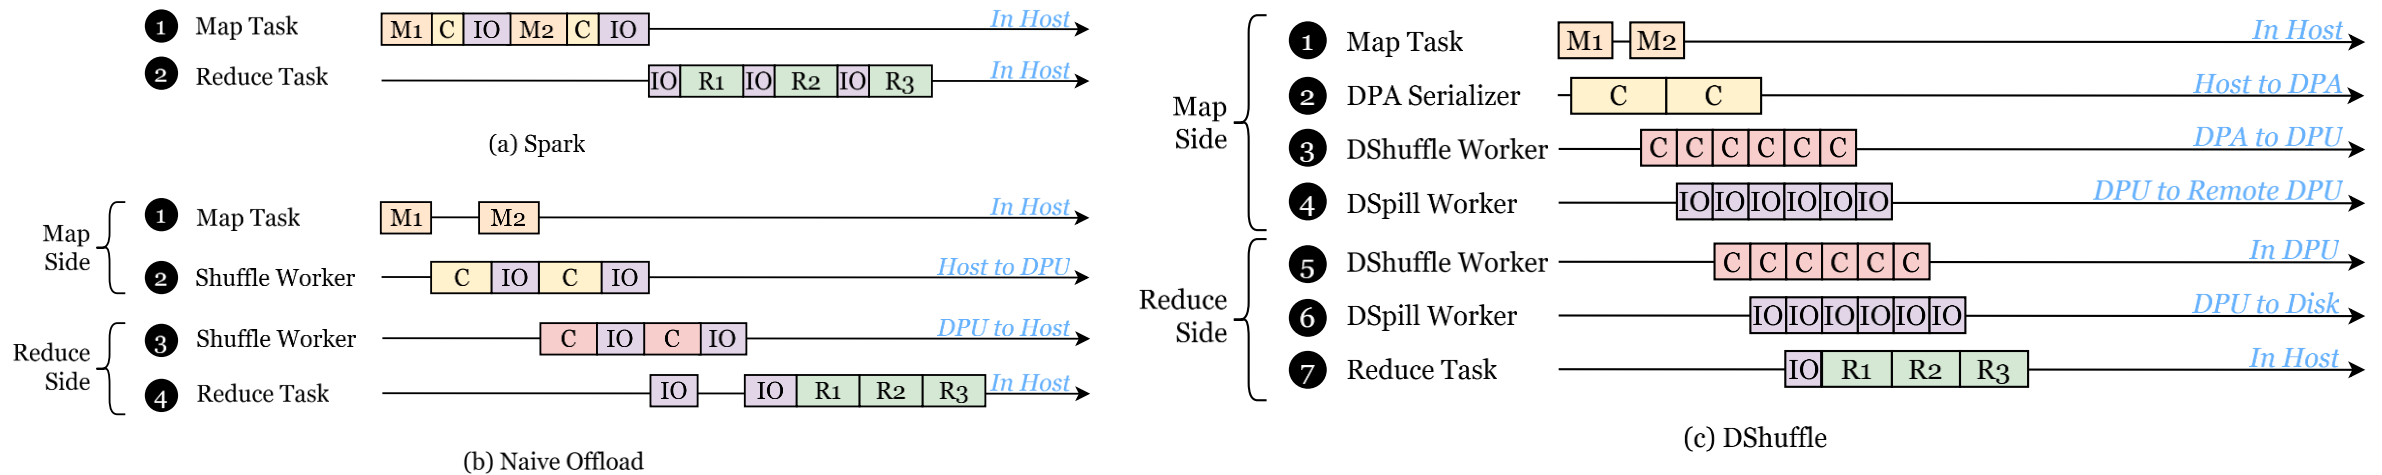 1 Map Task M1 C IO M2 C IO In Host
2 Reduce Task IO R1 IO R2 IO R3 In Host
(a) Spark
Map Side
1 Map Task M1 M2 In Host
2 Shuffle Worker C IO C IO Host to DPU
Reduce Side
3 Shuffle Worker C IO C IO DPU to Host
4 Reduce Task IO IO R1 R2 R3 In Host
(b) Naive Offload
Map Side
1 Map Task M1 M2 In Host
2 DPA Serializer C C Host to DPA
3 DShuffle Worker C C C C C C DPA to DPU
4 DSpill Worker IO IO IO IO IO IO DPU to Remote DPU
Reduce Side
5 DShuffle Worker C C C C C C In DPU
6 DSpill Worker IO IO IO IO IO IO DPU to Disk
7 Reduce Task IO R1 R2 R3 In Host
(c) DShuffle